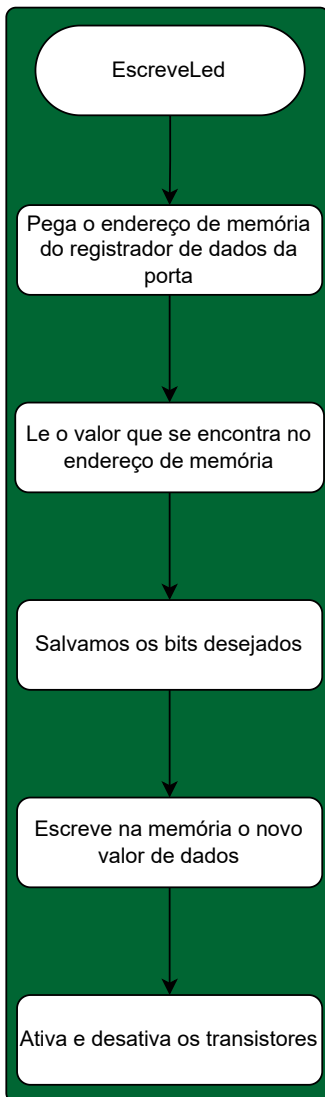 EscreveLed
Pega o endereço de memória
do registrador de dados da
porta
Le o valor que se encontra no
endereço de memória
Salvamos os bits desejados
Escreve na memória o novo
valor de dados
Ativa e desativa os transistores